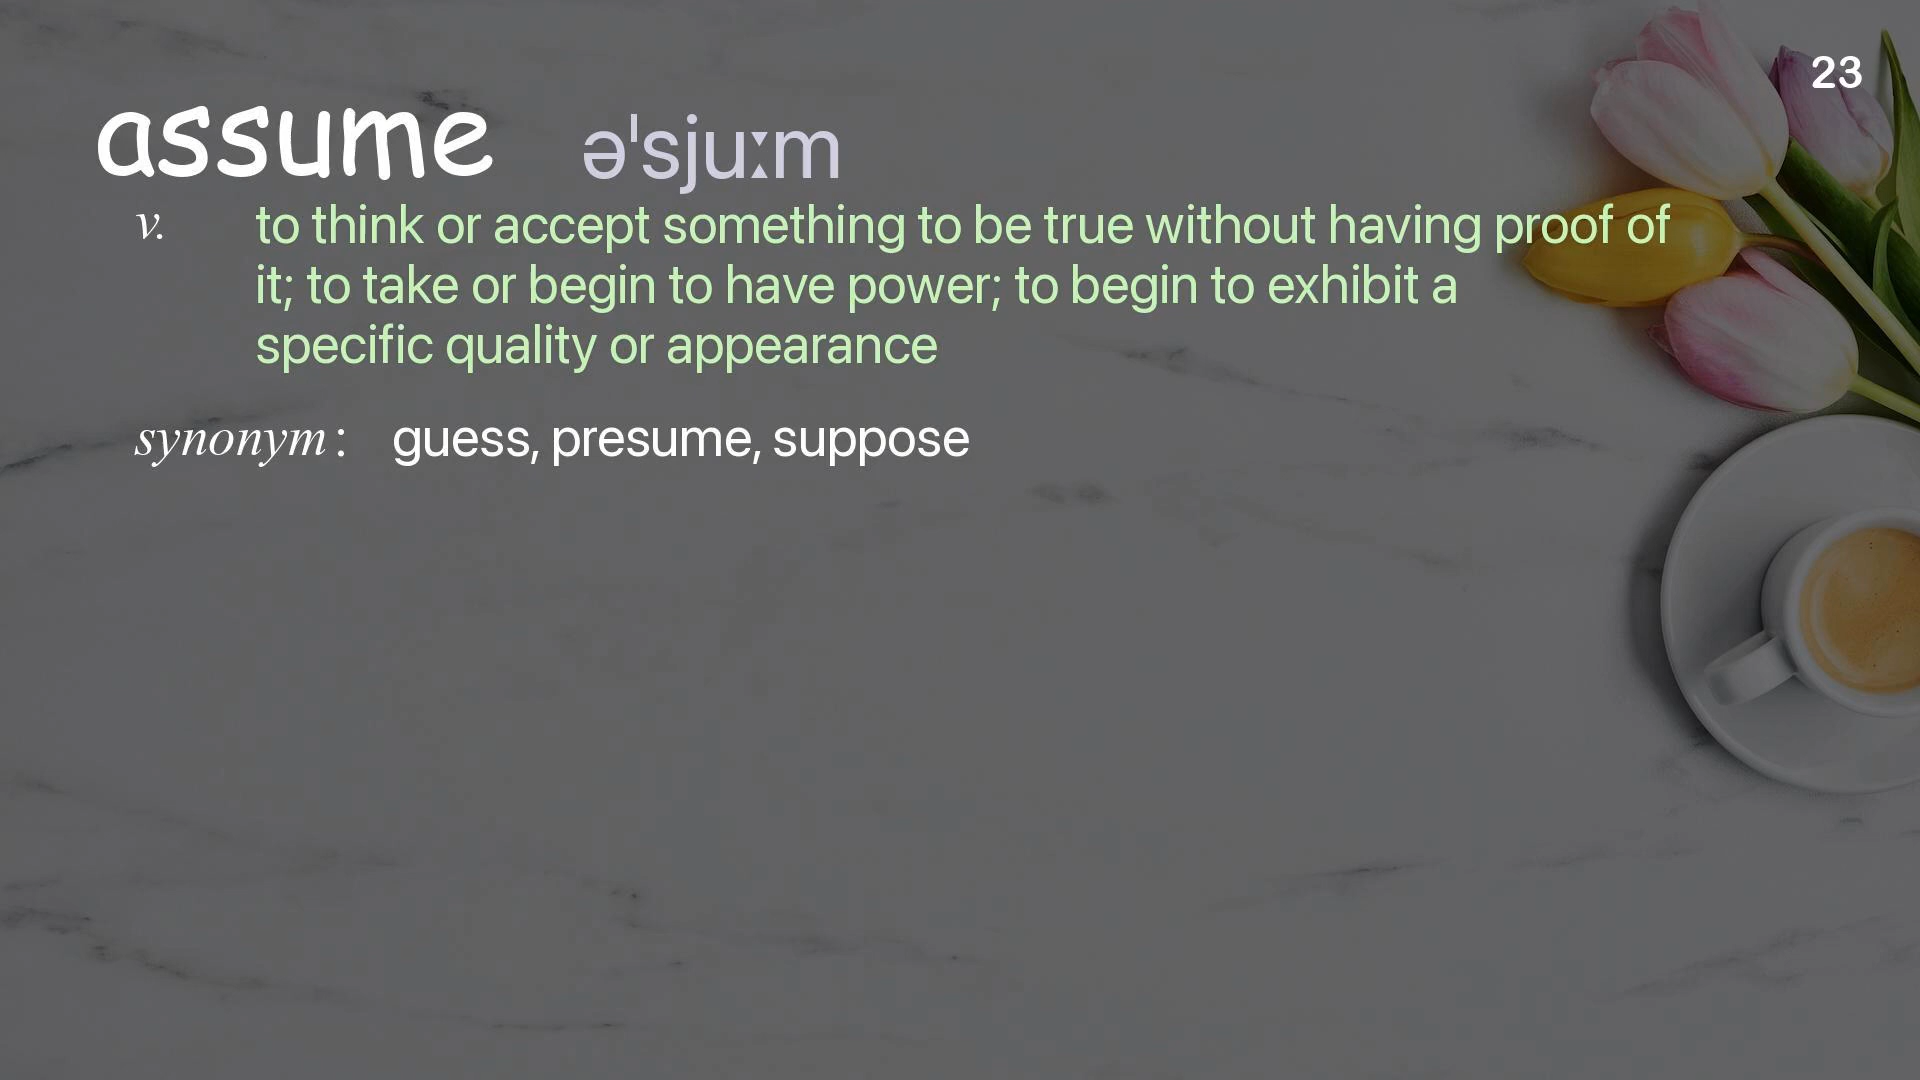 23
assume əˈsjuːm
v. to think or accept something to be true without having proof of
it; to take or begin to have power; to begin to exhibit a
specific quality or appearance
synonym : guess, presume, suppose